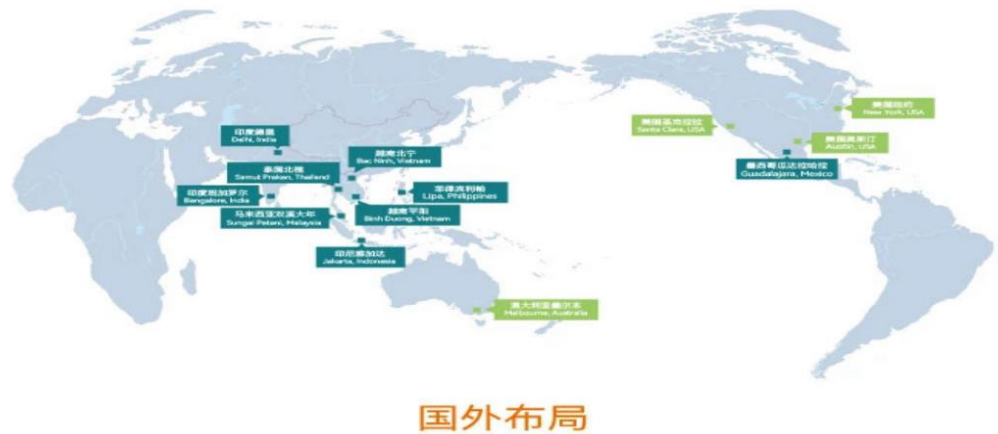 美国纽约
New York, USA
美国圣克拉拉
Santa Clara, USA
美国奥斯汀
Austin, USA
印度德里
Delhi, India
越南北宁
Bac Ninh, Vietnam
墨西哥瓜达拉哈拉
Guadalajara, Mexico
泰国北榄
Samut Prakan, Thailand
印度班加罗尔
Bangalore, India
菲律宾利帕
Lipa, Philippines
马来西亚双溪大年
Sungai Petani, Malaysia
越南平阳
Binh Duong, Vietnam
印尼雅加达
Jakarta, Indonesia
澳大利亚墨尔本
Melbourne, Australia
国外布局